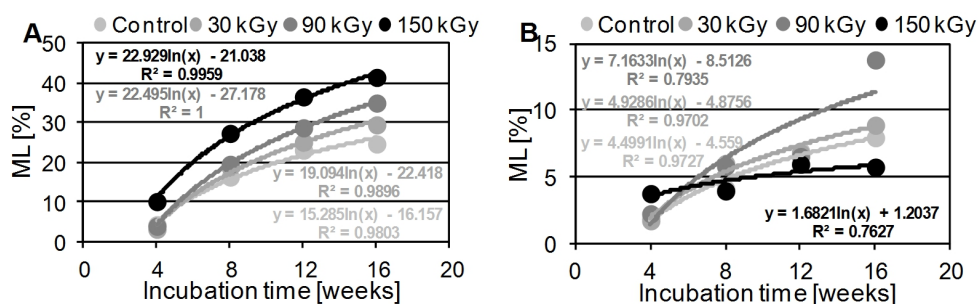 A
Control 30 kGy 90 kGy 150 kGy
y = 22.929ln(x) - 21.038
R² = 0.9959
y = 22.495ln(x) - 27.178
R² = 1
y = 19.094ln(x) - 22.418
R² = 0.9896
y = 15.285ln(x) - 16.157
R² = 0.9803
50
40
30
20
10
0
ML [%]
0 4 8 12 16 20
Incubation time [weeks]
B
Control 30 kGy 90 kGy 150 kGy
y = 7.1633ln(x) - 8.5126
R² = 0.7935
y = 4.9286ln(x) - 4.8756
R² = 0.9702
y = 4.4991ln(x) - 4.559
R² = 0.9727
y = 1.6821ln(x) + 1.2037
R² = 0.7627
15
10
5
0
ML [%]
0 4 8 12 16 20
Incubation time [weeks]